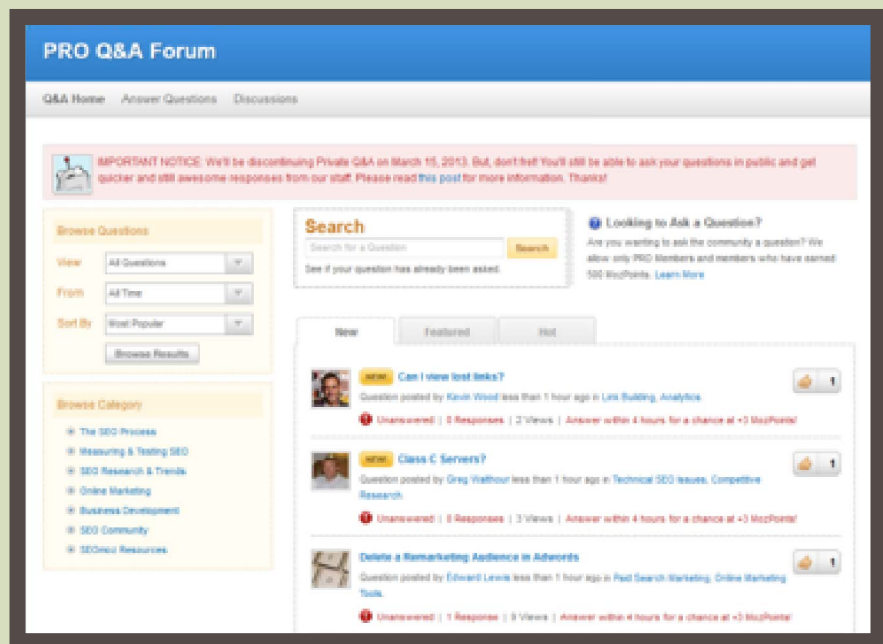 PRO Q&A Forum
Q&A Home Answer Questions Discussions
IMPORTANT NOTICE: We'll be discontinuing Private Q&A on March 15, 2013. But, don't fret! You'll still be able to ask your questions in public and get
quicker and still awesome responses from our staff. Please read this post for more information. Thanks!
Browse Questions
View All Questions
From All Time
Sort By Most Popular
Browse Results
Browse Category
The SEO Process
Measuring & Testing SEO
SEO Research & Trends
Online Marketing
Business Development
SEO Community
SEOmoz Resources
Search
Search for a Question Search
See if your question has already been asked.
Looking to Ask a Question?
Are you wanting to ask the community a question? We
allow only PRO Members and members who have earned
500 MozPoints. Learn More
New Featured Hot
NEW! Can I view lost links? 1
Question posted by Kevin Wood less than 1 hour ago in Link Building, Analytics.
Unanswered | 0 Responses | 2 Views | Answer within 4 hours for a chance at +3 MozPoints!
NEW! Class C Servers? 1
Question posted by Greg Walthour less than 1 hour ago in Technical SEO Issues, Competitive
Research.
Unanswered | 0 Responses | 3 Views | Answer within 4 hours for a chance at +3 MozPoints!
Delete a Remarketing Audience in Adwords 1
Question posted by Edward Lewis less than 1 hour ago in Paid Search Marketing, Online Marketing
Tools.
Unanswered | 1 Response | 9 Views | Answer within 4 hours for a chance at +3 MozPoints!